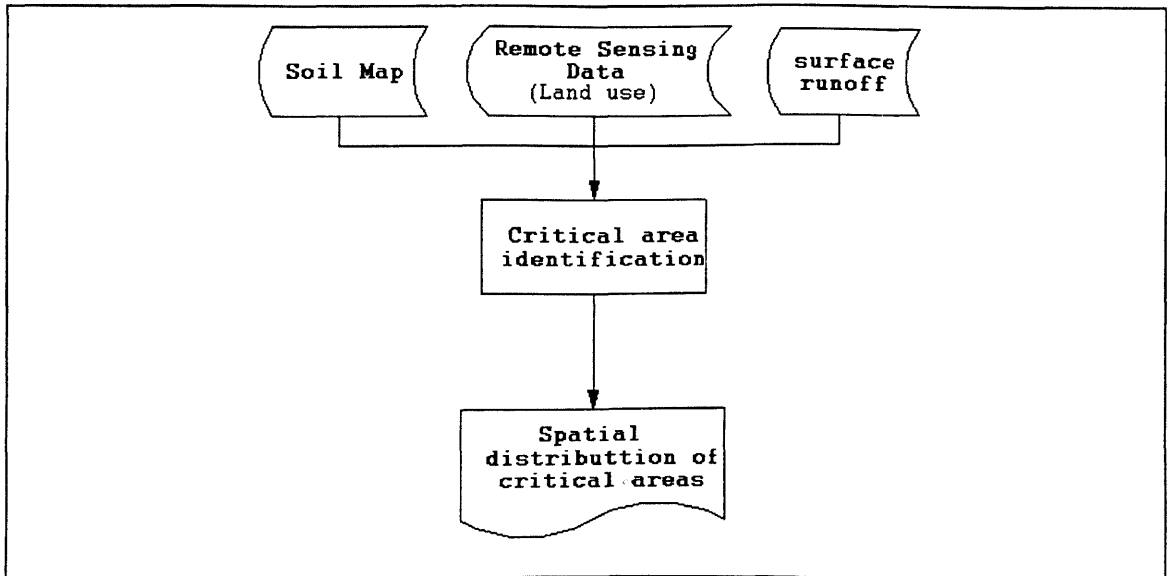 Soil Map
Remote Sensing
Data
(Land use)
surface
runoff
Critical area
identification
Spatial
distributtion of
critical areas